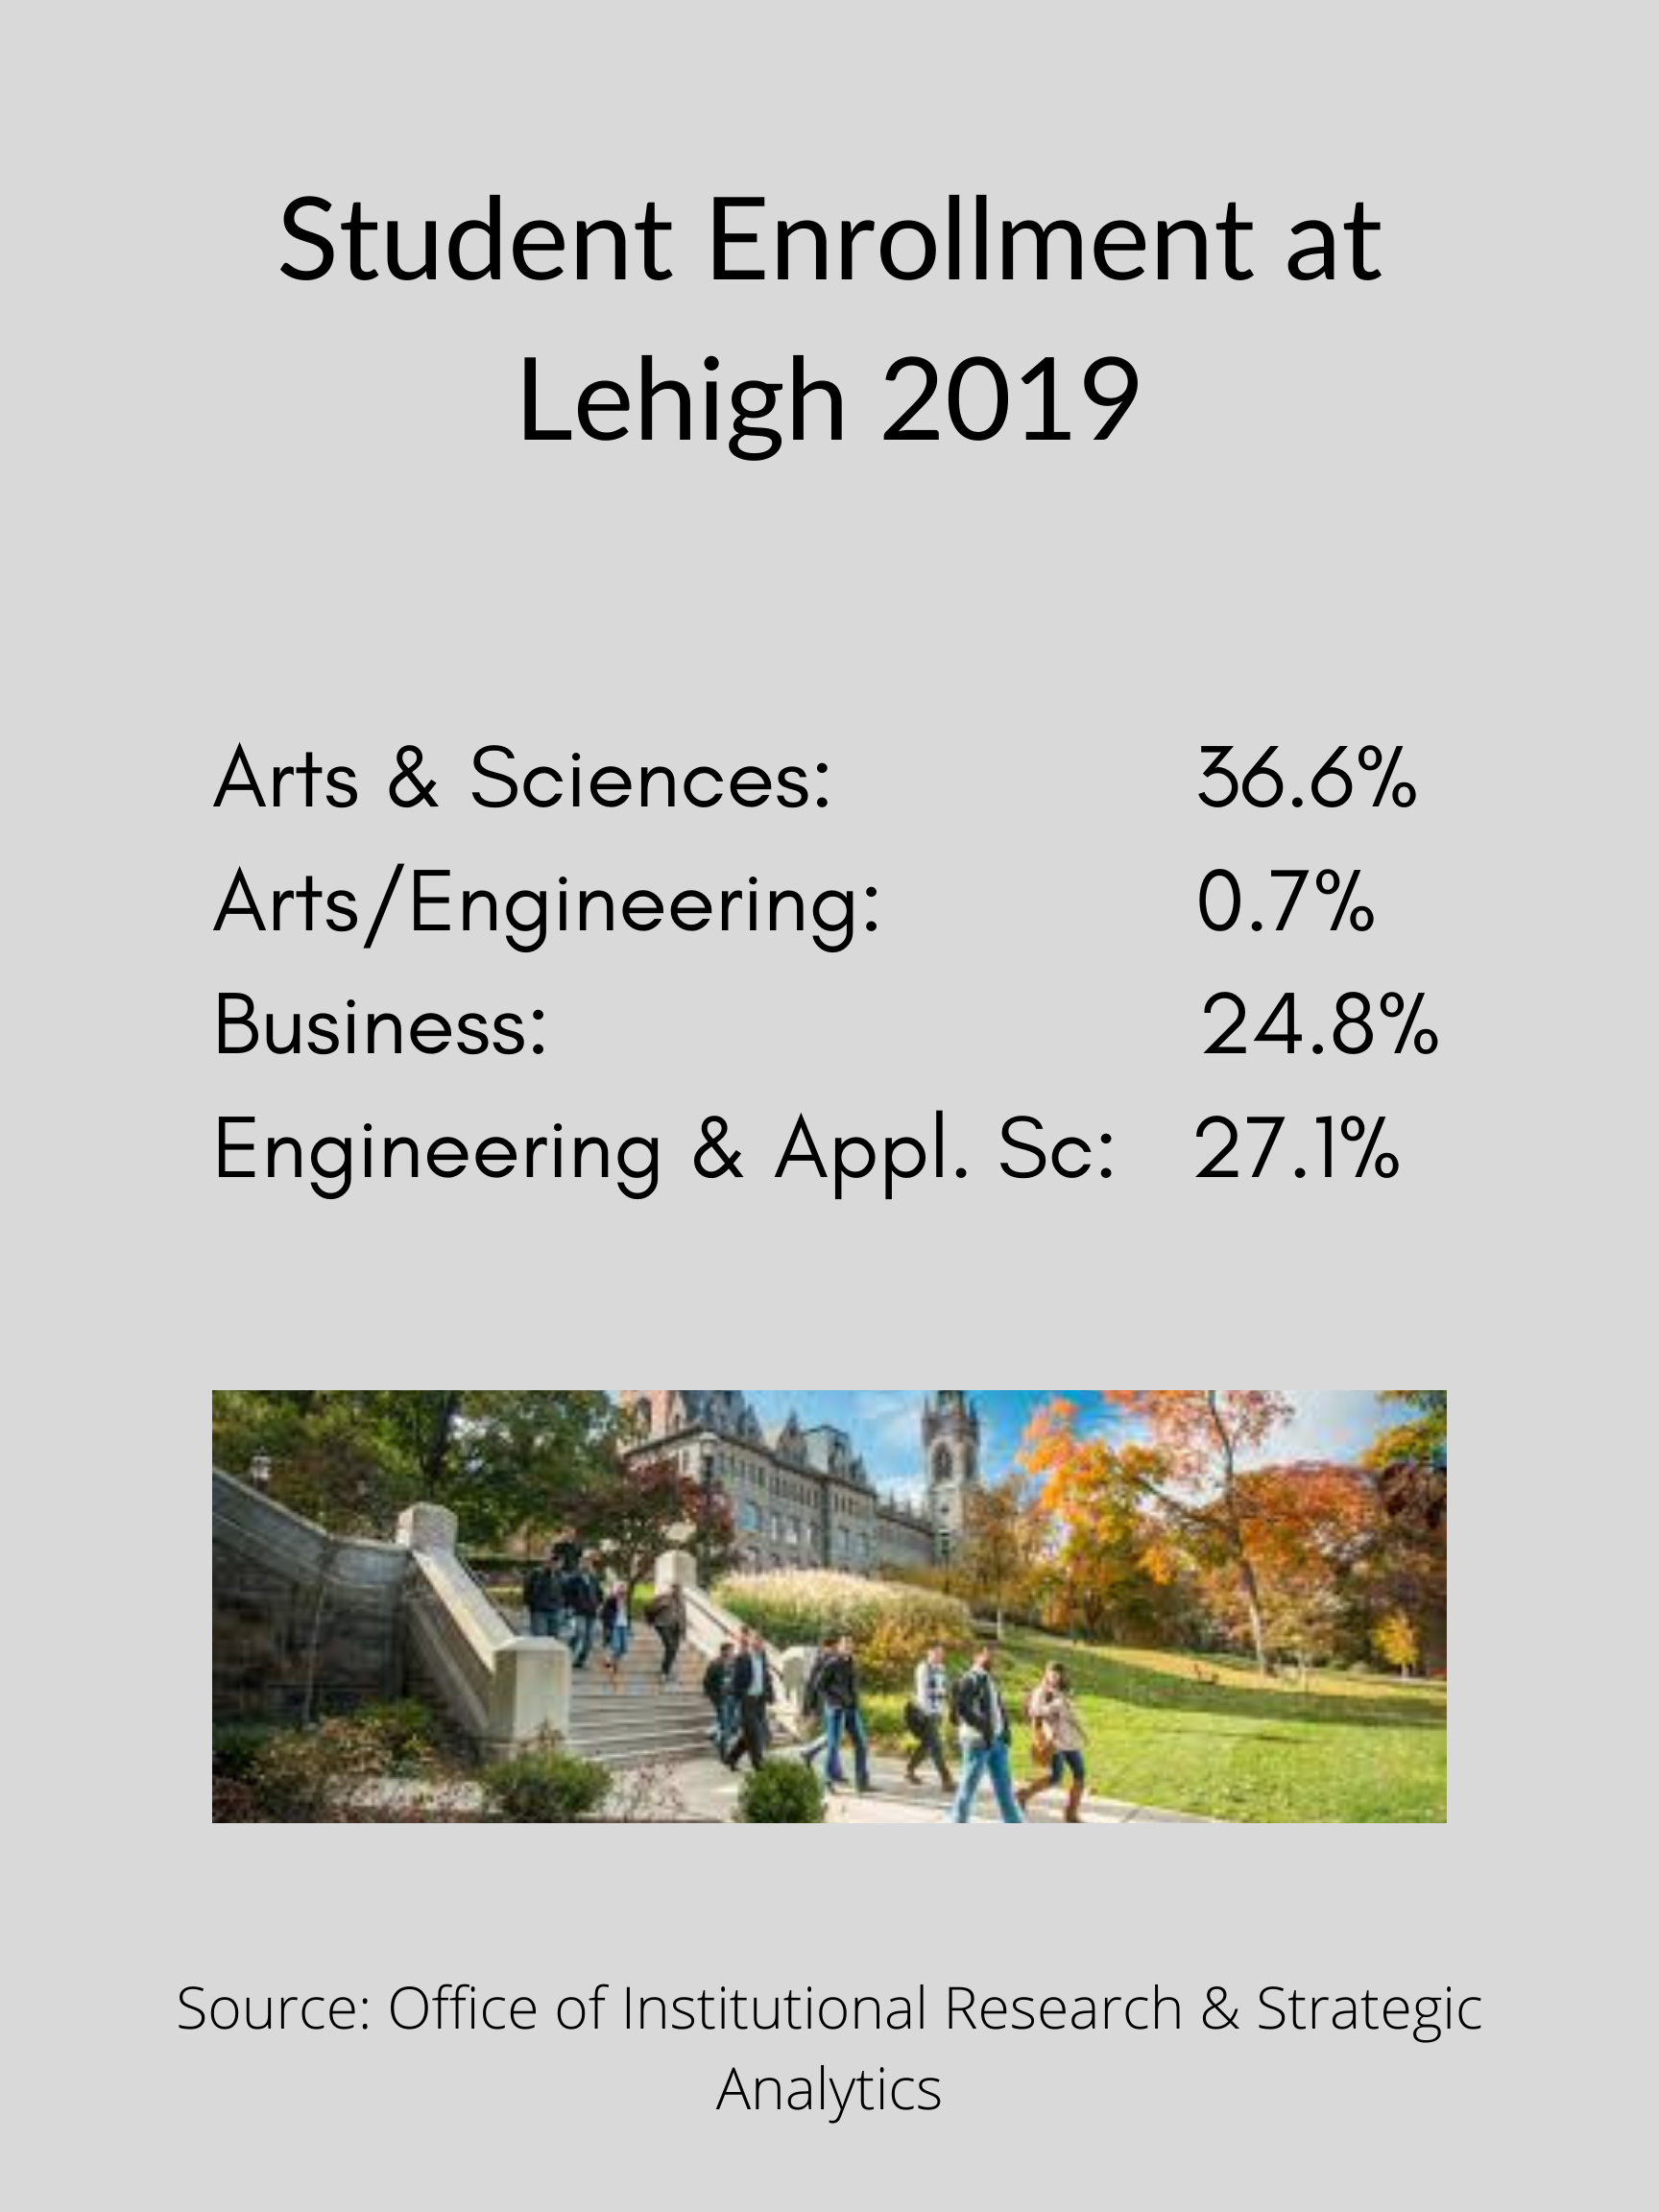 Student Enrollment at
Lehigh 2019
Arts & Sciences: 36.6%
Arts/Engineering: 0.7%
Business: 24.8%
Engineering & Appl. Sc: 27.1%
Source: Office of Institutional Research & Strategic
Analytics